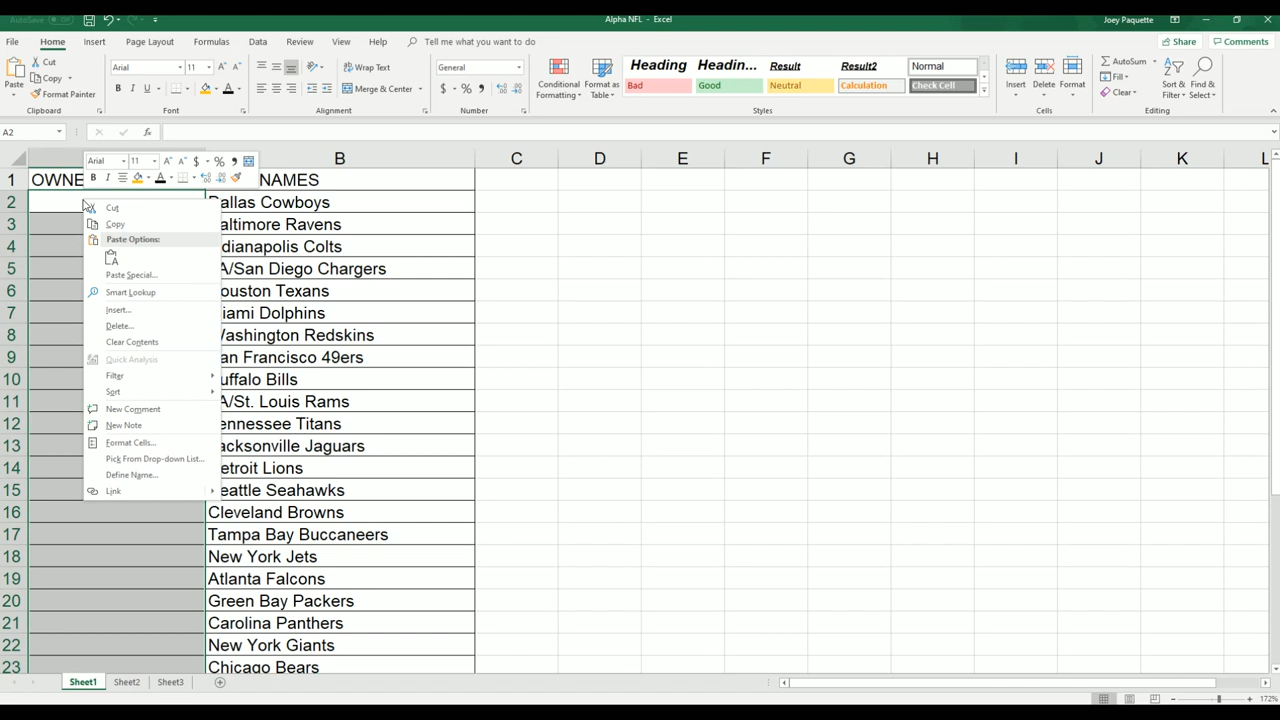 AutoSave Off
Alpha NFL - Excel
Joey Paquette
File Home Insert Page Layout Formulas Data Review View Help Tell me what you want to do
Share Comments
Paste
Cut
Copy
Format Painter
Clipboard
Arial 11
B I U
Font
Wrap Text
Merge & Center
Alignment
General
$ % ,
Number
Conditional Formatting
Format as Table
Heading Headin... Result Result2 Normal
Bad Good Neutral Calculation Check Cell
Styles
Insert Delete Format
Cells
AutoSum
Fill
Clear
Sort & Filter
Find & Select
Editing
A2
fx
Arial 11 A A $ % ,
B I
B C D E F G H I J K L
1 OWNE NAMES
2 Dallas Cowboys
3 altimore Ravens
4 dianapolis Colts
5 A/San Diego Chargers
6 ouston Texans
7 iami Dolphins
8 Washington Redskins
9 an Francisco 49ers
10 uffalo Bills
11 A/St. Louis Rams
12 ennessee Titans
13 acksonville Jaguars
14 etroit Lions
15 eattle Seahawks
16 Cleveland Browns
17 Tampa Bay Buccaneers
18 New York Jets
19 Atlanta Falcons
20 Green Bay Packers
21 Carolina Panthers
22 New York Giants
23 Chicago Bears
Cut
Copy
Paste Options:
A
Paste Special...
Smart Lookup
Insert...
Delete...
Clear Contents
Quick Analysis
Filter
Sort
New Comment
New Note
Format Cells...
Pick From Drop-down List...
Define Name...
Link
Sheet1 Sheet2 Sheet3
172%